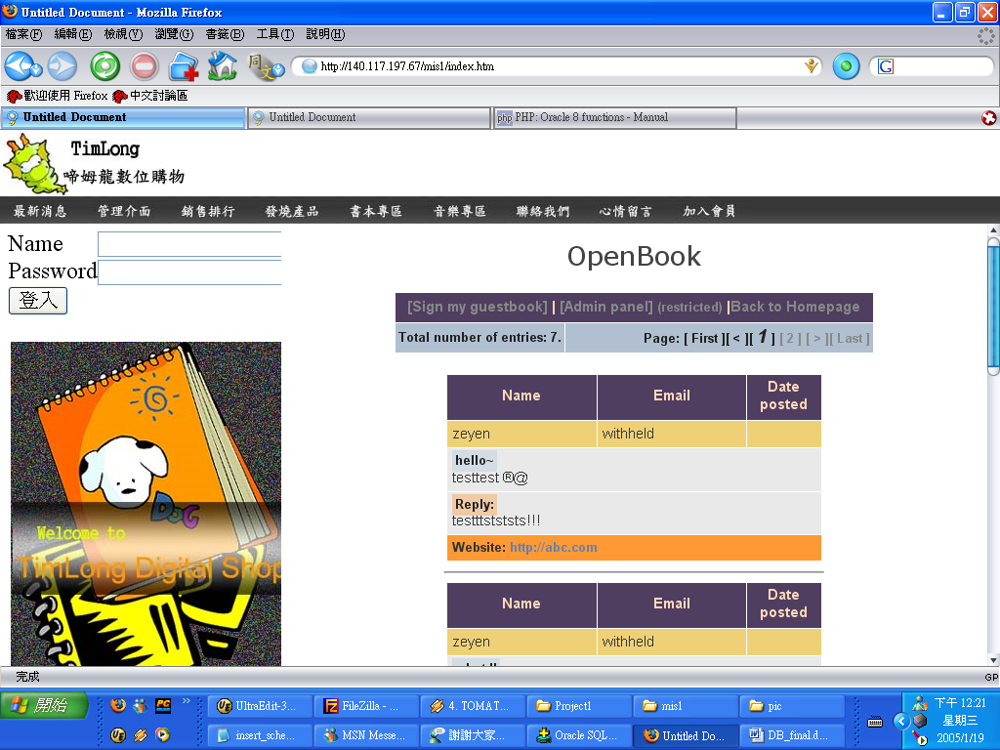 Untitled Document - Mozilla Firefox
檔案(F) 編輯(E) 檢視(V) 瀏覽(G) 書籤(B) 工具(T) 說明(H)
http://140.117.197.67/mis1/index.htm
歡迎使用 Firefox 中文討論區
Untitled Document
Untitled Document
php PHP: Oracle 8 functions - Manual
TimLong
啼姆龍數位購物
最新消息 管理介面 銷售排行 發燒產品 書本專區 音樂專區 聯絡我們 心情留言 加入會員
Name
Password
登入
DOG
Welcome to
TimLong Digital Shop
OpenBook
[Sign my guestbook] | [Admin panel] (restricted) |Back to Homepage
Total number of entries: 7. Page: [ First ][ < ][ 1 ] [ 2 ] [ > ][ Last ]
Name Email Date posted
zeyen withheld
hello~
testtest ®@
Reply:
testttstststs!!!
Website: http://abc.com
Name Email Date posted
zeyen withheld
完成
GP
開始
UltraEdit-3...
FileZilla - ...
4. TOMAT...
Project1
mis1
pic
下午 12:21
insert_sche...
MSN Messe...
謝謝大家...
Oracle SQL...
Untitled Do...
DB_final.d...
星期三
2005/1/19